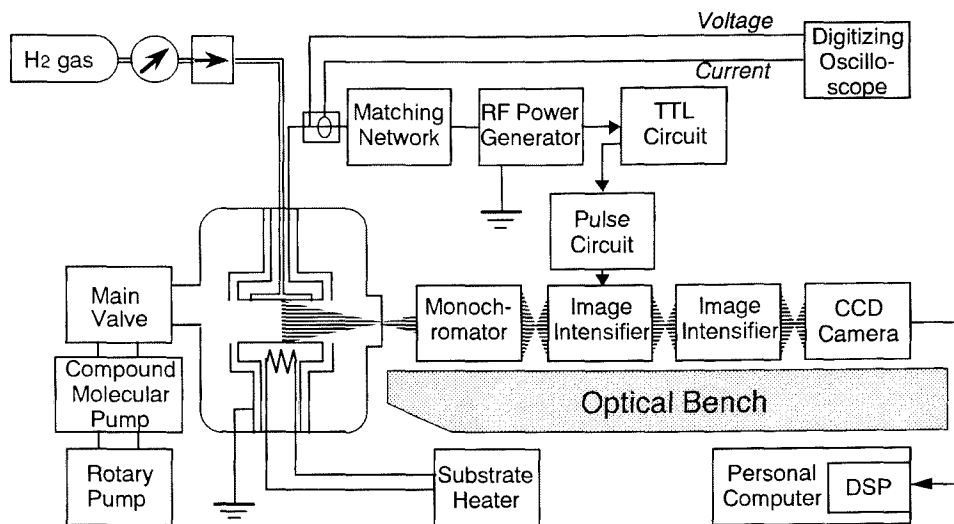 Voltage
H2 gas
Digitizing
Oscillo-
scope
Current
Matching
Network
RF Power
Generator
TTL
Circuit
Pulse
Circuit
Main
Valve
Monoch-
romator
Image
Intensifier
Image
Intensifier
CCD
Camera
Compound
Molecular
Pump
Optical Bench
Rotary
Pump
Substrate
Heater
Personal
Computer
DSP